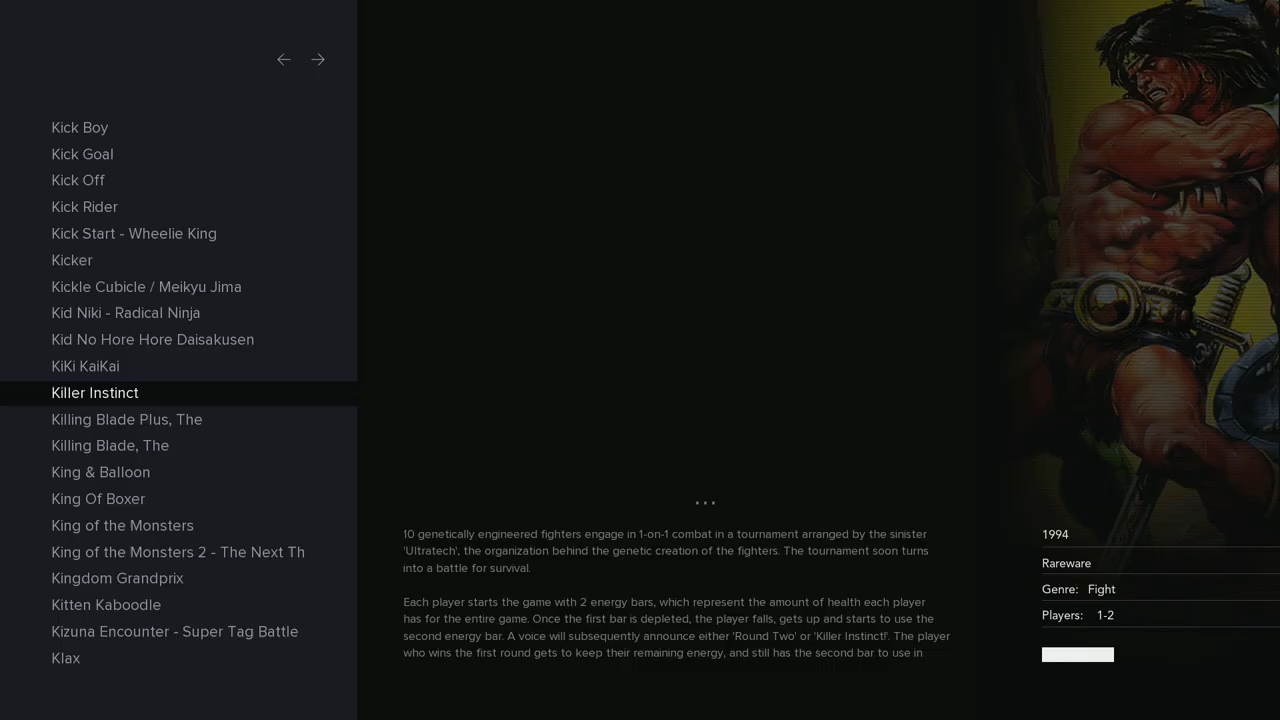 Kick Boy
Kick Goal
Kick Off
Kick Rider
Kick Start - Wheelie King
Kicker
Kickle Cubicle / Meikyu Jima
Kid Niki - Radical Ninja
Kid No Hore Hore Daisakusen
KiKi KaiKai
Killer Instinct
Killing Blade Plus, The
Killing Blade, The
King & Balloon
King Of Boxer
King of the Monsters
King of the Monsters 2 - The Next Th
Kingdom Grandprix
Kitten Kaboodle
Kizuna Encounter - Super Tag Battle
Klax
...
10 genetically engineered fighters engage in 1-on-1 combat in a tournament arranged by the sinister
'Ultratech', the organization behind the genetic creation of the fighters. The tournament soon turns
into a battle for survival.
Each player starts the game with 2 energy bars, which represent the amount of health each player
has for the entire game. Once the first bar is depleted, the player falls, gets up and starts to use the
second energy bar. A voice will subsequently announce either 'Round Two' or 'Killer Instinct!'. The player
who wins the first round gets to keep their remaining energy, and still has the second bar to use in
1994
Rareware
Genre: Fight
Players: 1-2